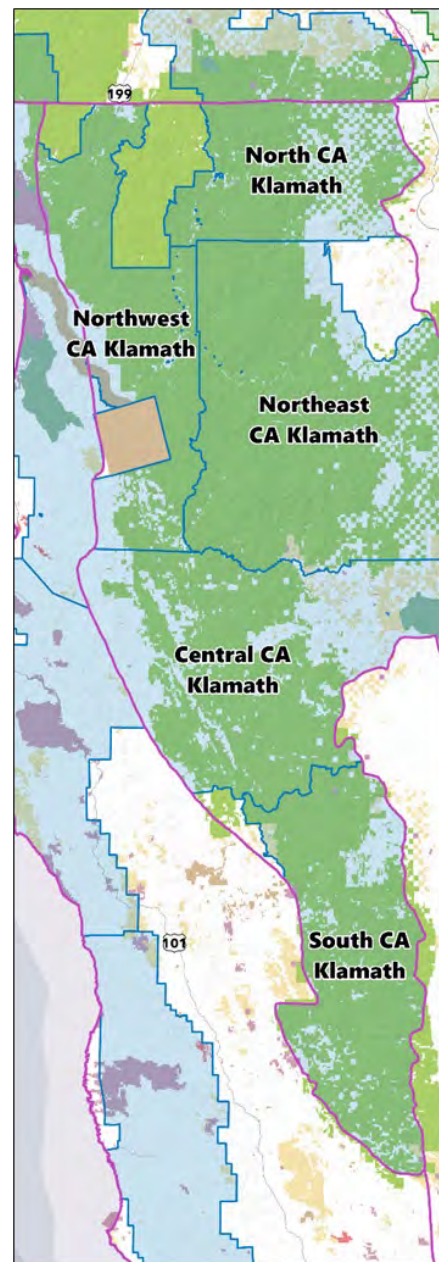 199
North CA
Klamath
Northwest
CA Klamath
Northeast
CA Klamath
Central CA
Klamath
101
South CA
Klamath